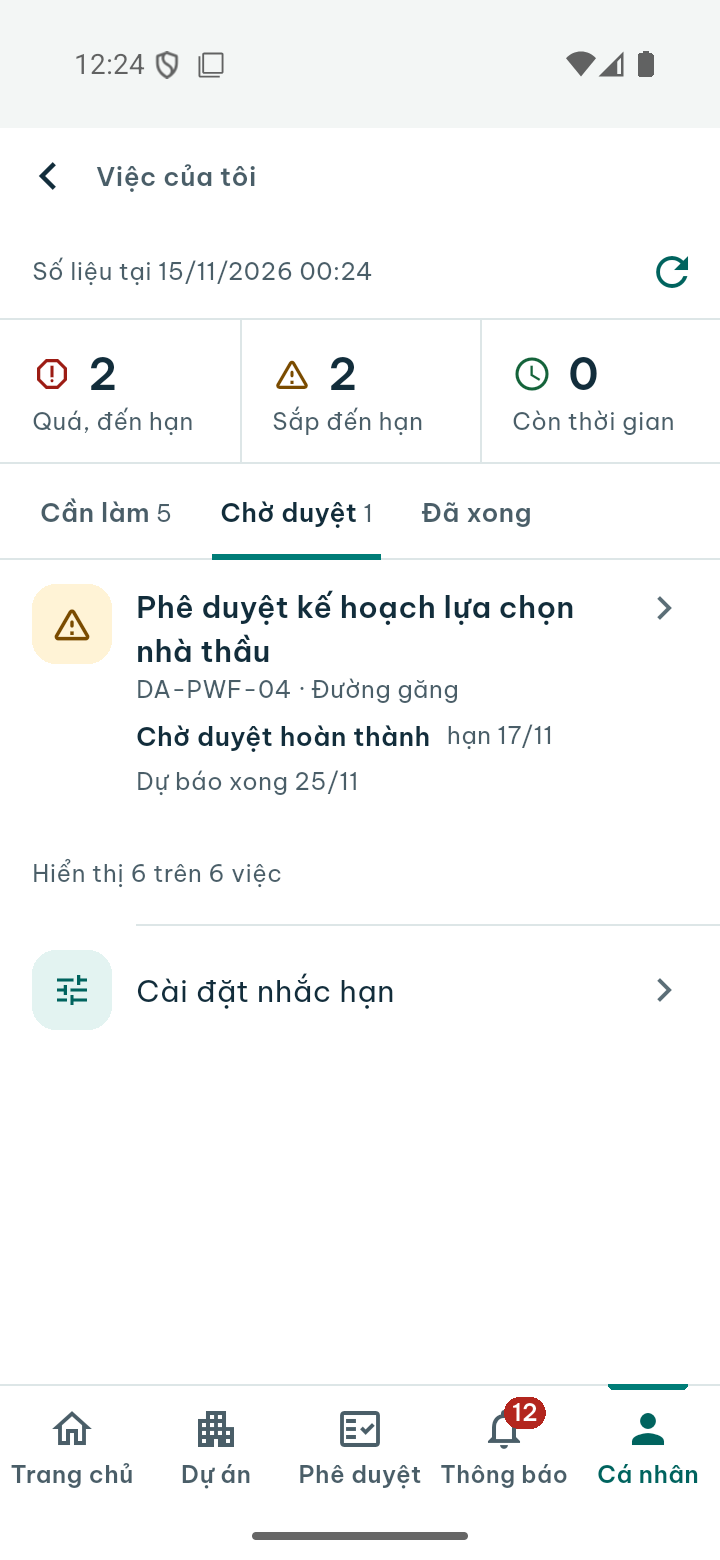 12:24
Việc của tôi
Số liệu tại 15/11/2026 00:24
2
Quá, đến hạn
2
Sắp đến hạn
0
Còn thời gian
Cần làm 5
Chờ duyệt 1
Đã xong
Phê duyệt kế hoạch lựa chọn
nhà thầu
DA-PWF-04 · Đường găng
Chờ duyệt hoàn thành hạn 17/11
Dự báo xong 25/11
Hiển thị 6 trên 6 việc
Cài đặt nhắc hạn
12
Trang chủ
Dự án
Phê duyệt
Thông báo
Cá nhân